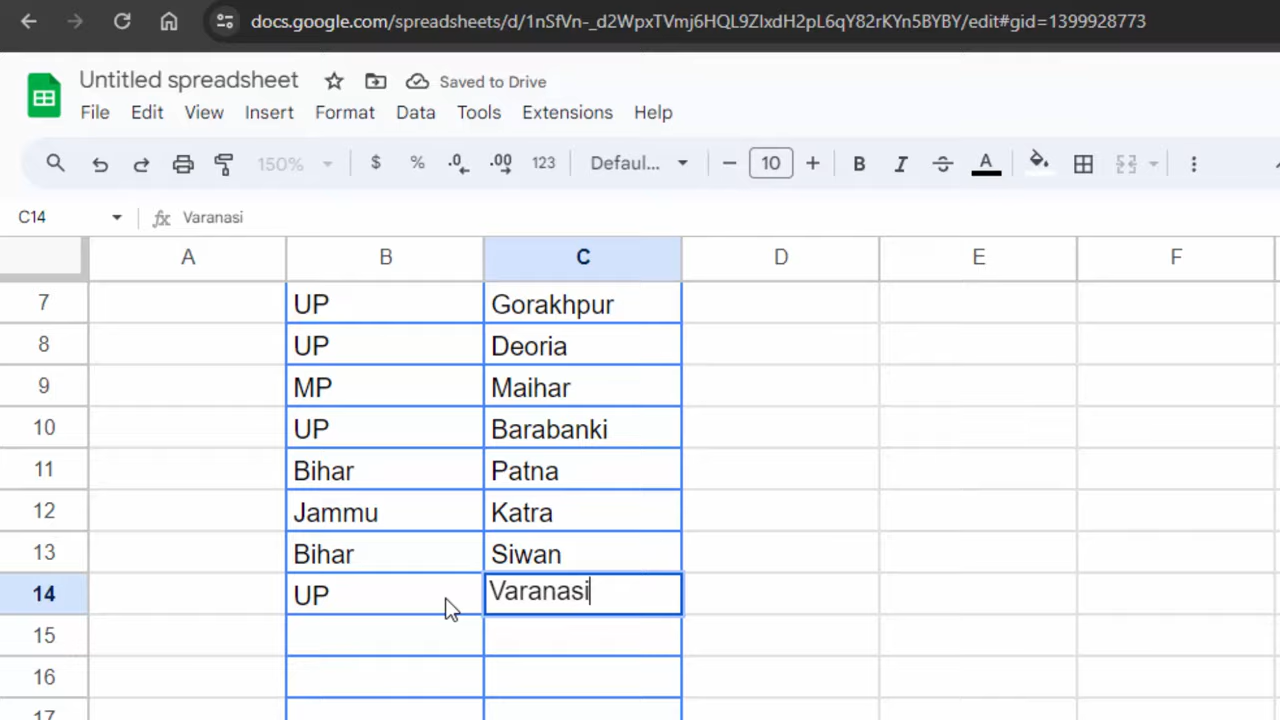 docs.google.com/spreadsheets/d/1nSfVn-_d2WpxTVmj6HQL9ZIxdH2pL6qY82rKYn5BYBY/edit#gid=1399928773
Untitled spreadsheet Saved to Drive
File Edit View Insert Format Data Tools Extensions Help
150% $ % .0 .00 123 Defaul... − 10 + B I S A
C14 fx Varanasi
A B C D E F
7 UP Gorakhpur
8 UP Deoria
9 MP Maihar
10 UP Barabanki
11 Bihar Patna
12 Jammu Katra
13 Bihar Siwan
14 UP Varanasi
15
16
17